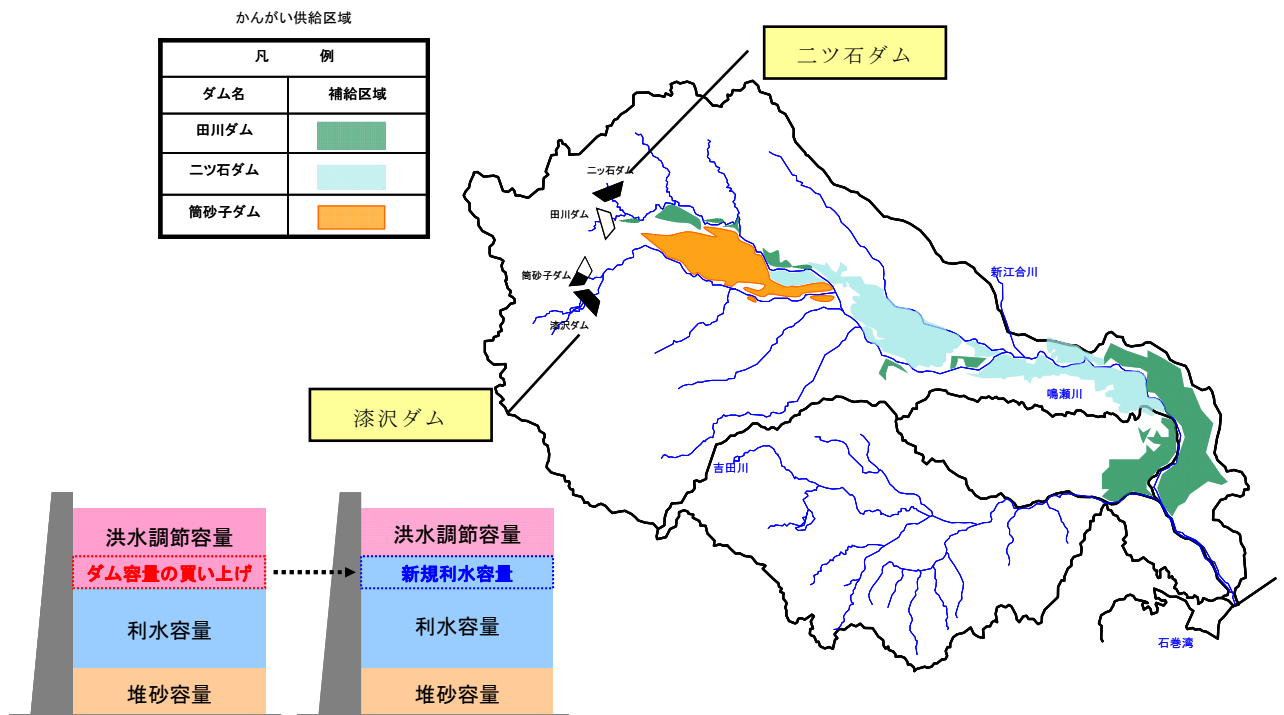 かんがい供給区域
凡 例
ダム名 補給区域
田川ダム
二ツ石ダム
筒砂子ダム
二ツ石ダム
二ッ石ダム
田川ダム
筒砂子ダム
漆沢ダム
漆沢ダム
新江合川
鳴瀬川
吉田川
石巻湾
洪水調節容量
ダム容量の買い上げ
利水容量
堆砂容量
洪水調節容量
新規利水容量
利水容量
堆砂容量